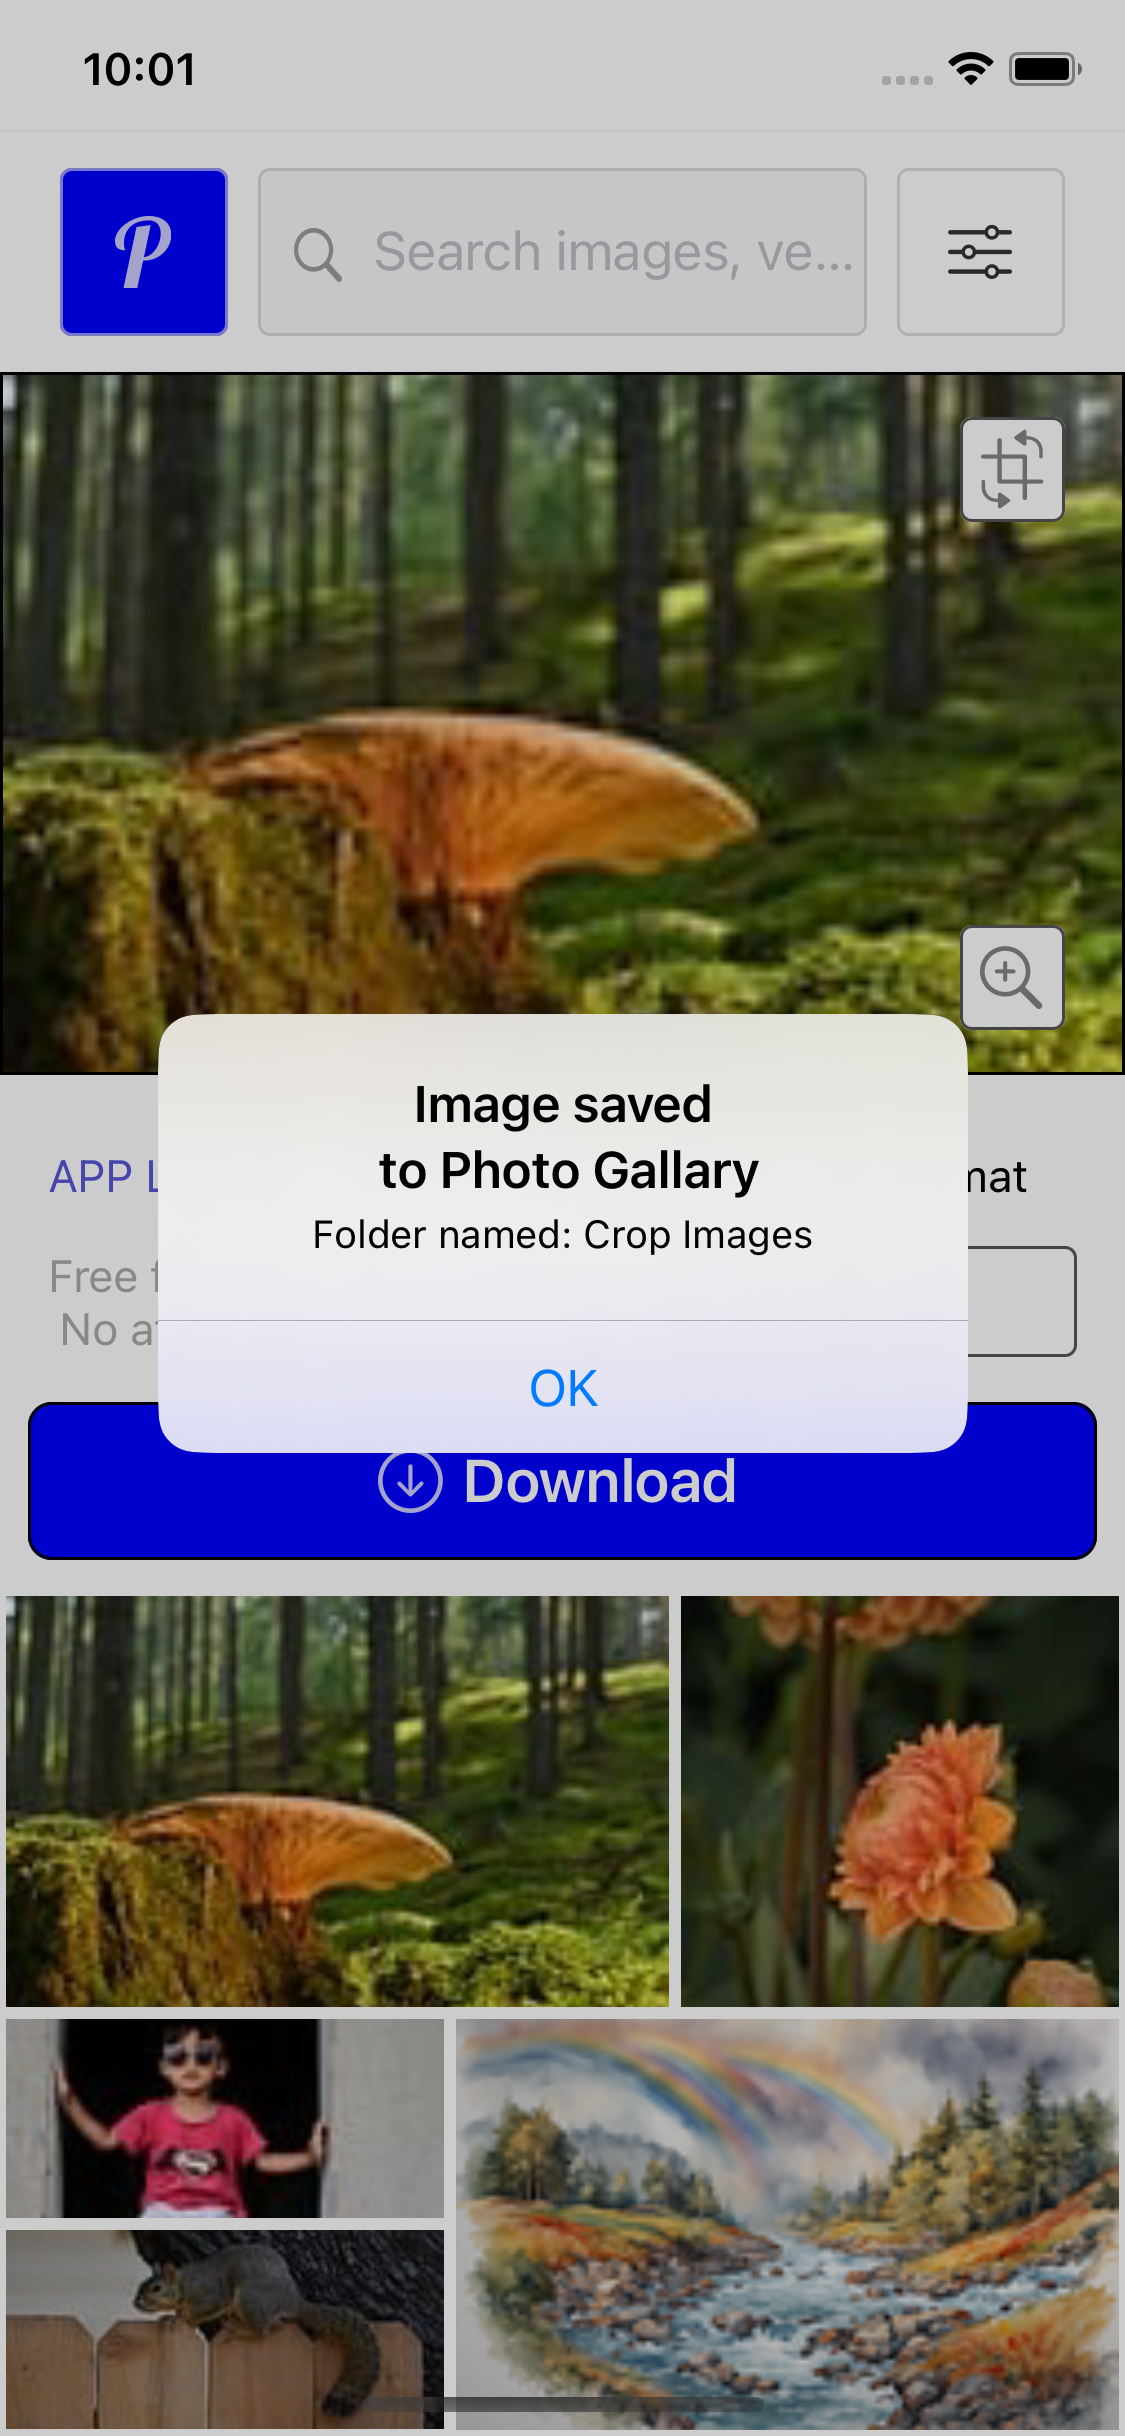 10:01
P
Search images, ve...
Image saved
to Photo Gallary
Folder named: Crop Images
APP
Free
No
OK
Download